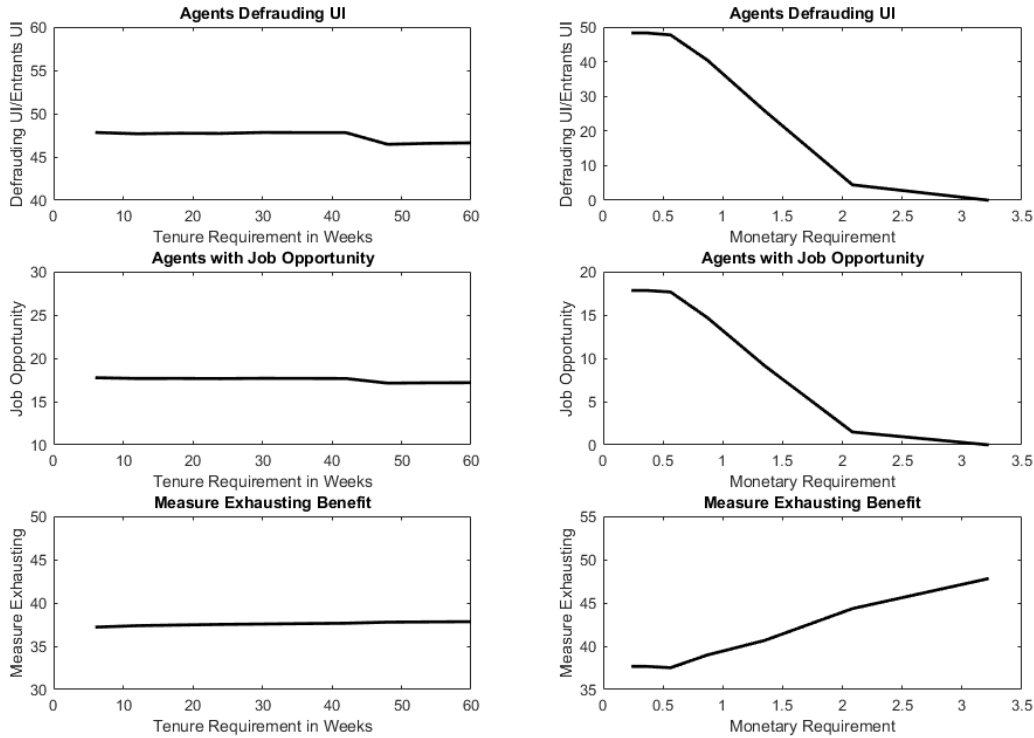 Agents Defrauding UI
Defrauding UI/Entrants UI
60
55
50
45
40
0 10 20 30 40 50 60
Tenure Requirement in Weeks
Agents Defrauding UI
Defrauding UI/Entrants UI
50
40
30
20
10
0
0 0.5 1 1.5 2 2.5 3 3.5
Monetary Requirement
Agents with Job Opportunity
Job Opportunity
30
25
20
15
10
0 10 20 30 40 50 60
Tenure Requirement in Weeks
Agents with Job Opportunity
Job Opportunity
20
15
10
5
0
0 0.5 1 1.5 2 2.5 3 3.5
Monetary Requirement
Measure Exhausting Benefit
Measure Exhausting
50
45
40
35
30
0 10 20 30 40 50 60
Tenure Requirement in Weeks
Measure Exhausting Benefit
Measure Exhausting
55
50
45
40
35
0 0.5 1 1.5 2 2.5 3 3.5
Monetary Requirement